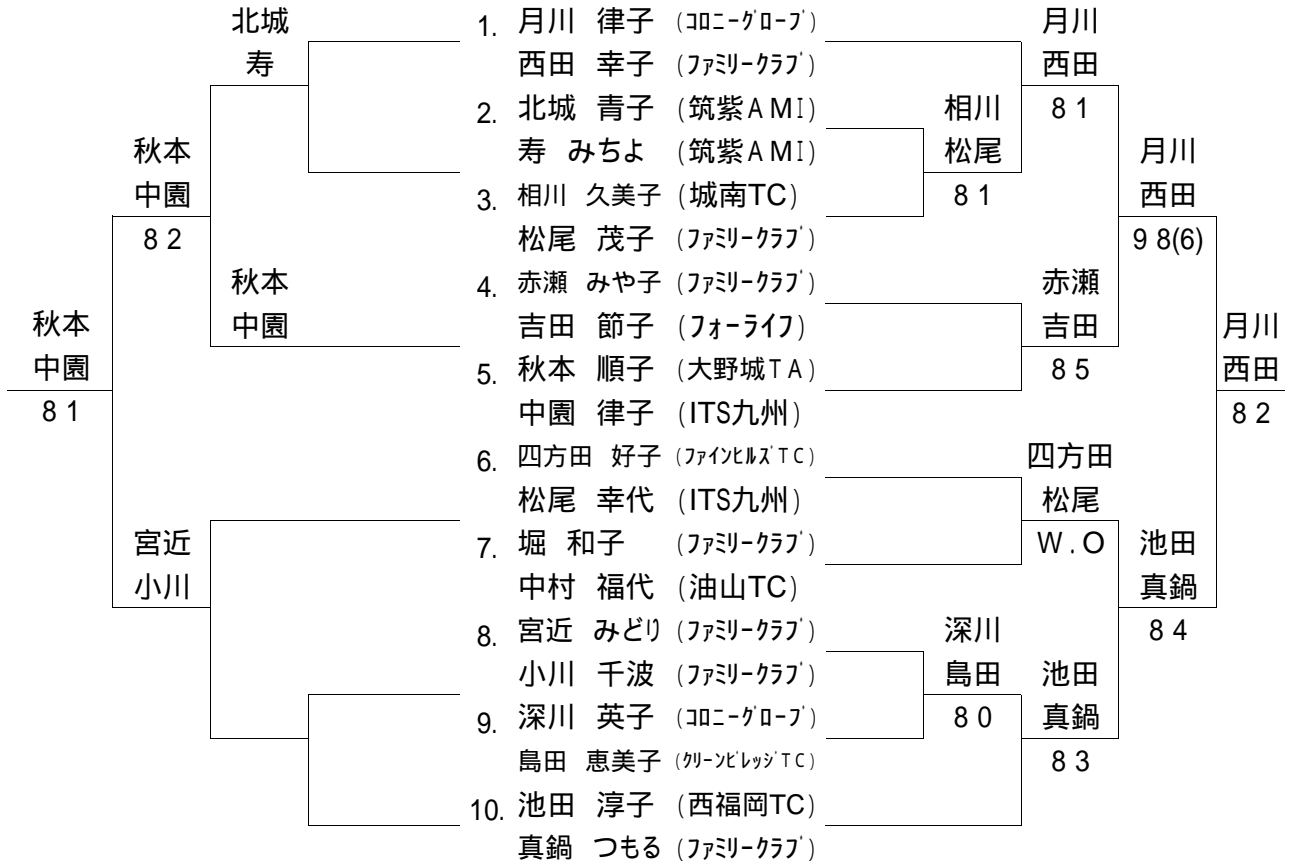 北城
寿
秋本
中園
8 2
秋本
中園
秋本
中園
8 1
宮近
小川
1. 月川 律子 (コロニーグローブ)
西田 幸子 (ファミリークラブ)
2. 北城 青子 (筑紫AMI)
寿 みちよ (筑紫AMI)
3. 相川 久美子 (城南TC)
松尾 茂子 (ファミリークラブ)
4. 赤瀬 みや子 (ファミリークラブ)
吉田 節子 (フォーライフ)
5. 秋本 順子 (大野城TA)
中園 律子 (ITS九州)
6. 四方田 好子 (ファインヒルズTC)
松尾 幸代 (ITS九州)
7. 堀 和子 (ファミリークラブ)
中村 福代 (油山TC)
8. 宮近 みどり (ファミリークラブ)
小川 千波 (ファミリークラブ)
9. 深川 英子 (コロニーグローブ)
島田 恵美子 (グリーンビレッジTC)
10. 池田 淳子 (西福岡TC)
真鍋 つもる (ファミリークラブ)
相川
松尾
8 1
深川
島田
8 0
月川
西田
8 1
赤瀬
吉田
8 5
四方田
松尾
W.O
池田
真鍋
8 3
月川
西田
9 8(6)
池田
真鍋
8 4
月川
西田
8 2